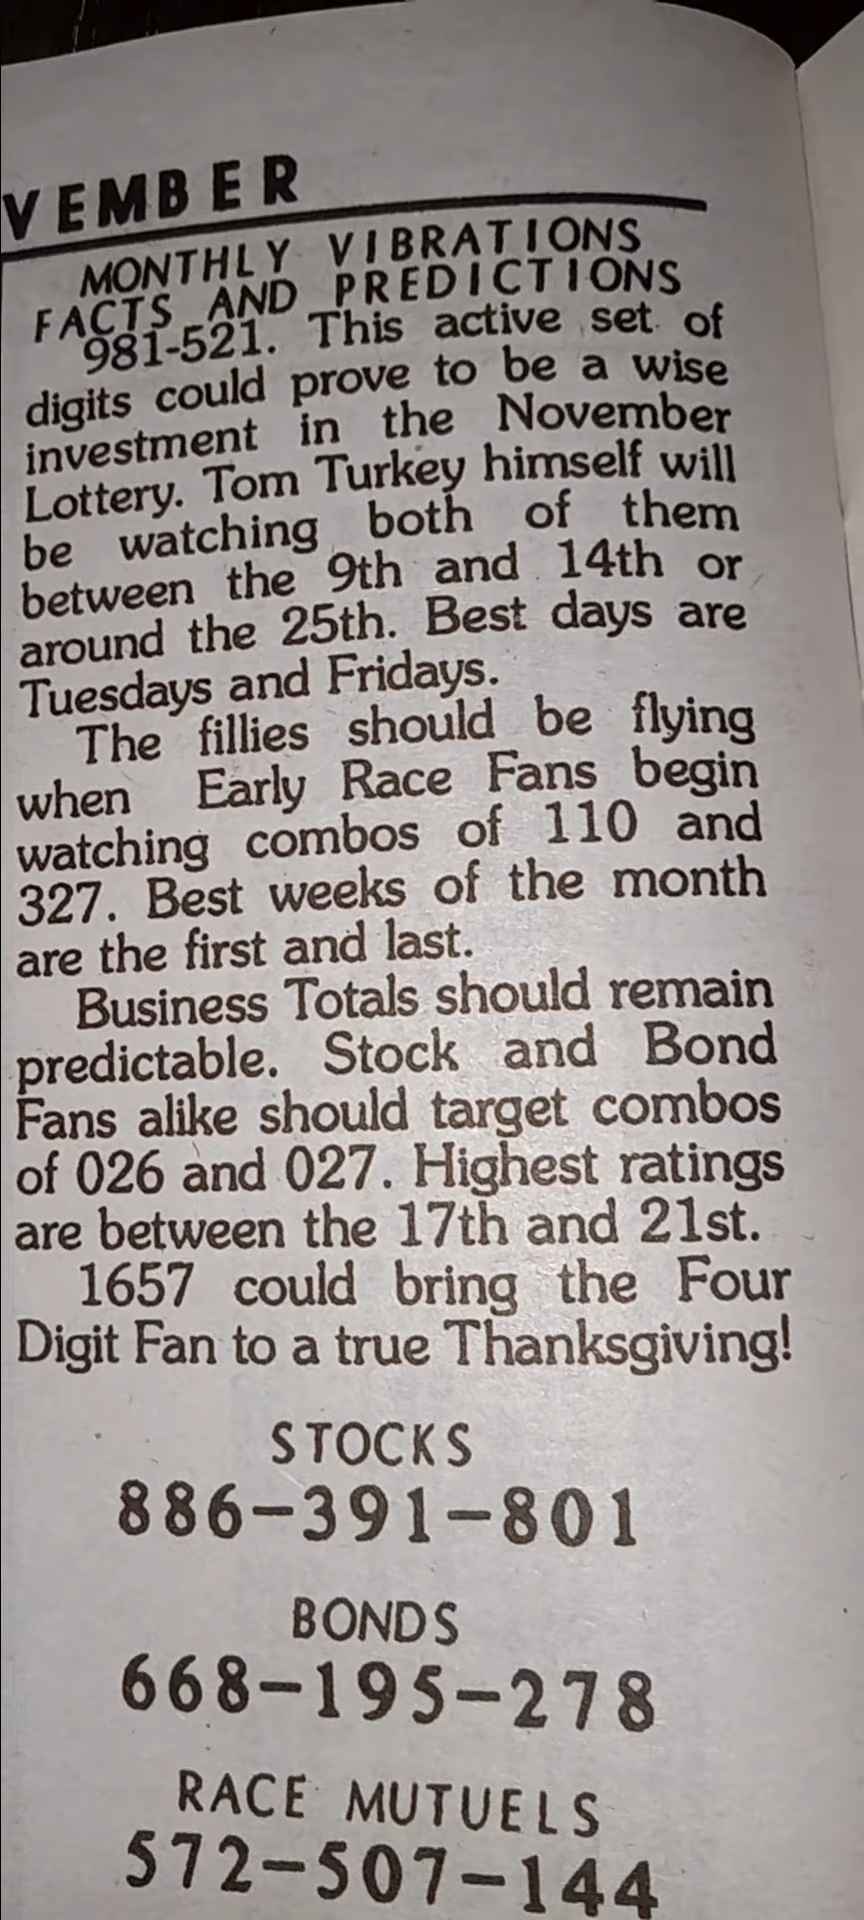 VEMBER
MONTHLY VIBRATIONS
FACTS AND PREDICTIONS
981-521. This active set of
digits could prove to be a wise
investment in the November
Lottery. Tom Turkey himself will
be watching both of them
between the 9th and 14th or
around the 25th. Best days are
Tuesdays and Fridays.
The fillies should be flying
when Early Race Fans begin
watching combos of 110 and
327. Best weeks of the month
are the first and last.
Business Totals should remain
predictable. Stock and Bond
Fans alike should target combos
of 026 and 027. Highest ratings
are between the 17th and 21st.
1657 could bring the Four
Digit Fan to a true Thanksgiving!
STOCKS
886-391-801
BONDS
668-195-278
RACE MUTUELS
572-507-144